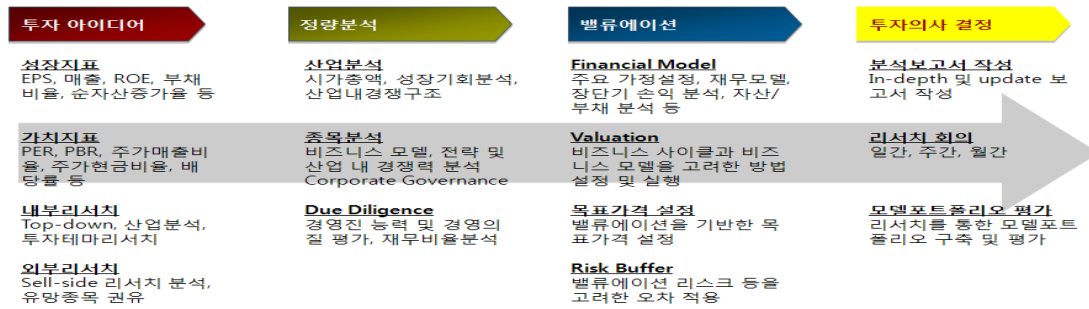 투자 아이디어
성장지표
EPS, 매출, ROE, 부채
비율, 순자산증가율 등
가치지표
PER, PBR, 주가매출비
율, 주가현금비율, 배
당률 등
내부리서치
Top-down, 산업분석,
투자테마리서치
외부리서치
Sell-side 리서치 분석,
유망종목 권유
정량분석
산업분석
시가총액, 성장기회분석,
산업내경쟁구조
종목분석
비즈니스 모델, 전략 및
산업 내 경쟁력 분석
Corporate Governance
Due Diligence
경영진 능력 및 경영의
질 평가, 재무비율분석
밸류에이션
Financial Model
주요 가정설정, 재무모델,
장단기 손익 분석, 자산/
부채 분석 등
Valuation
비즈니스 사이클과 비즈
니스 모델을 고려한 방법
설정 및 실행
목표가격 설정
밸류에이션을 기반한 목
표가격 설정
Risk Buffer
밸류에이션 리스크 등을
고려한 오차 적용
투자의사 결정
분석보고서 작성
In-depth 및 update 보
고서 작성
리서치 회의
일간, 주간, 월간
모델포트폴리오 평가
리서치를 통한 모델포트
폴리오 구축 및 평가